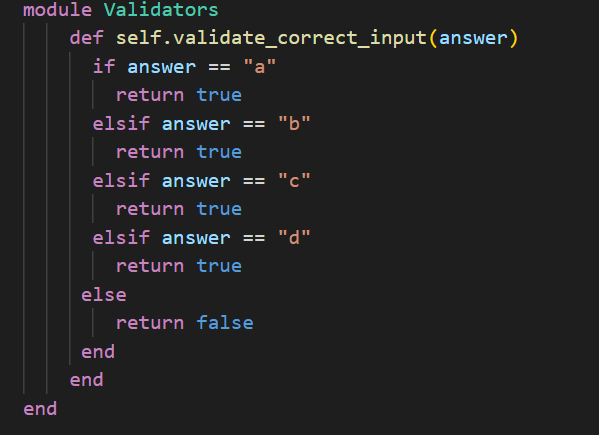 module Validators
    def self.validate_correct_input(answer)
      if answer == "a"
        return true
      elsif answer == "b"
        return true
      elsif answer == "c"
        return true
      elsif answer == "d"
        return true
     else
        return false
     end
    end
end